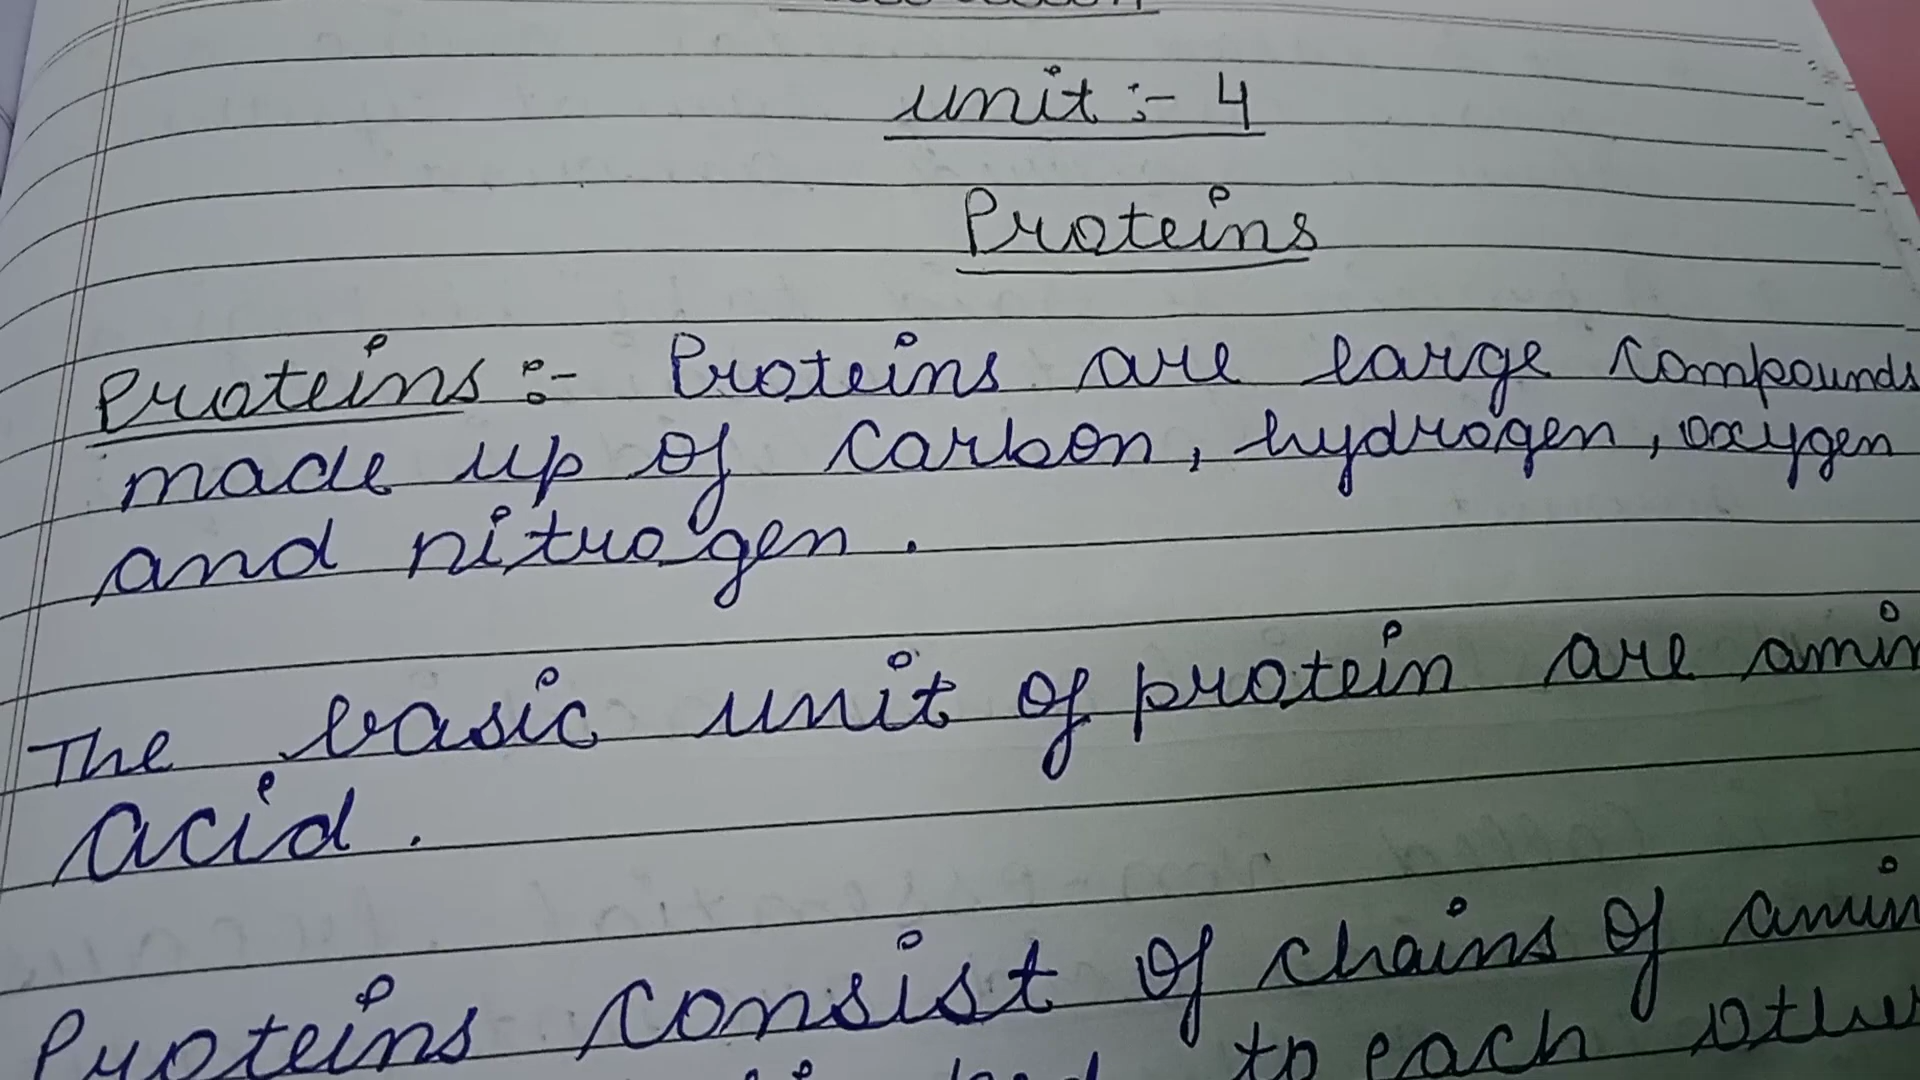 unit :- 4
Proteins
Proteins :- Proteins are large compounds
made up of carbon, hydrogen, oxygen
and nitrogen.
The basic unit of protein are amin
acid.
Proteins consist of chains of amin
to each other